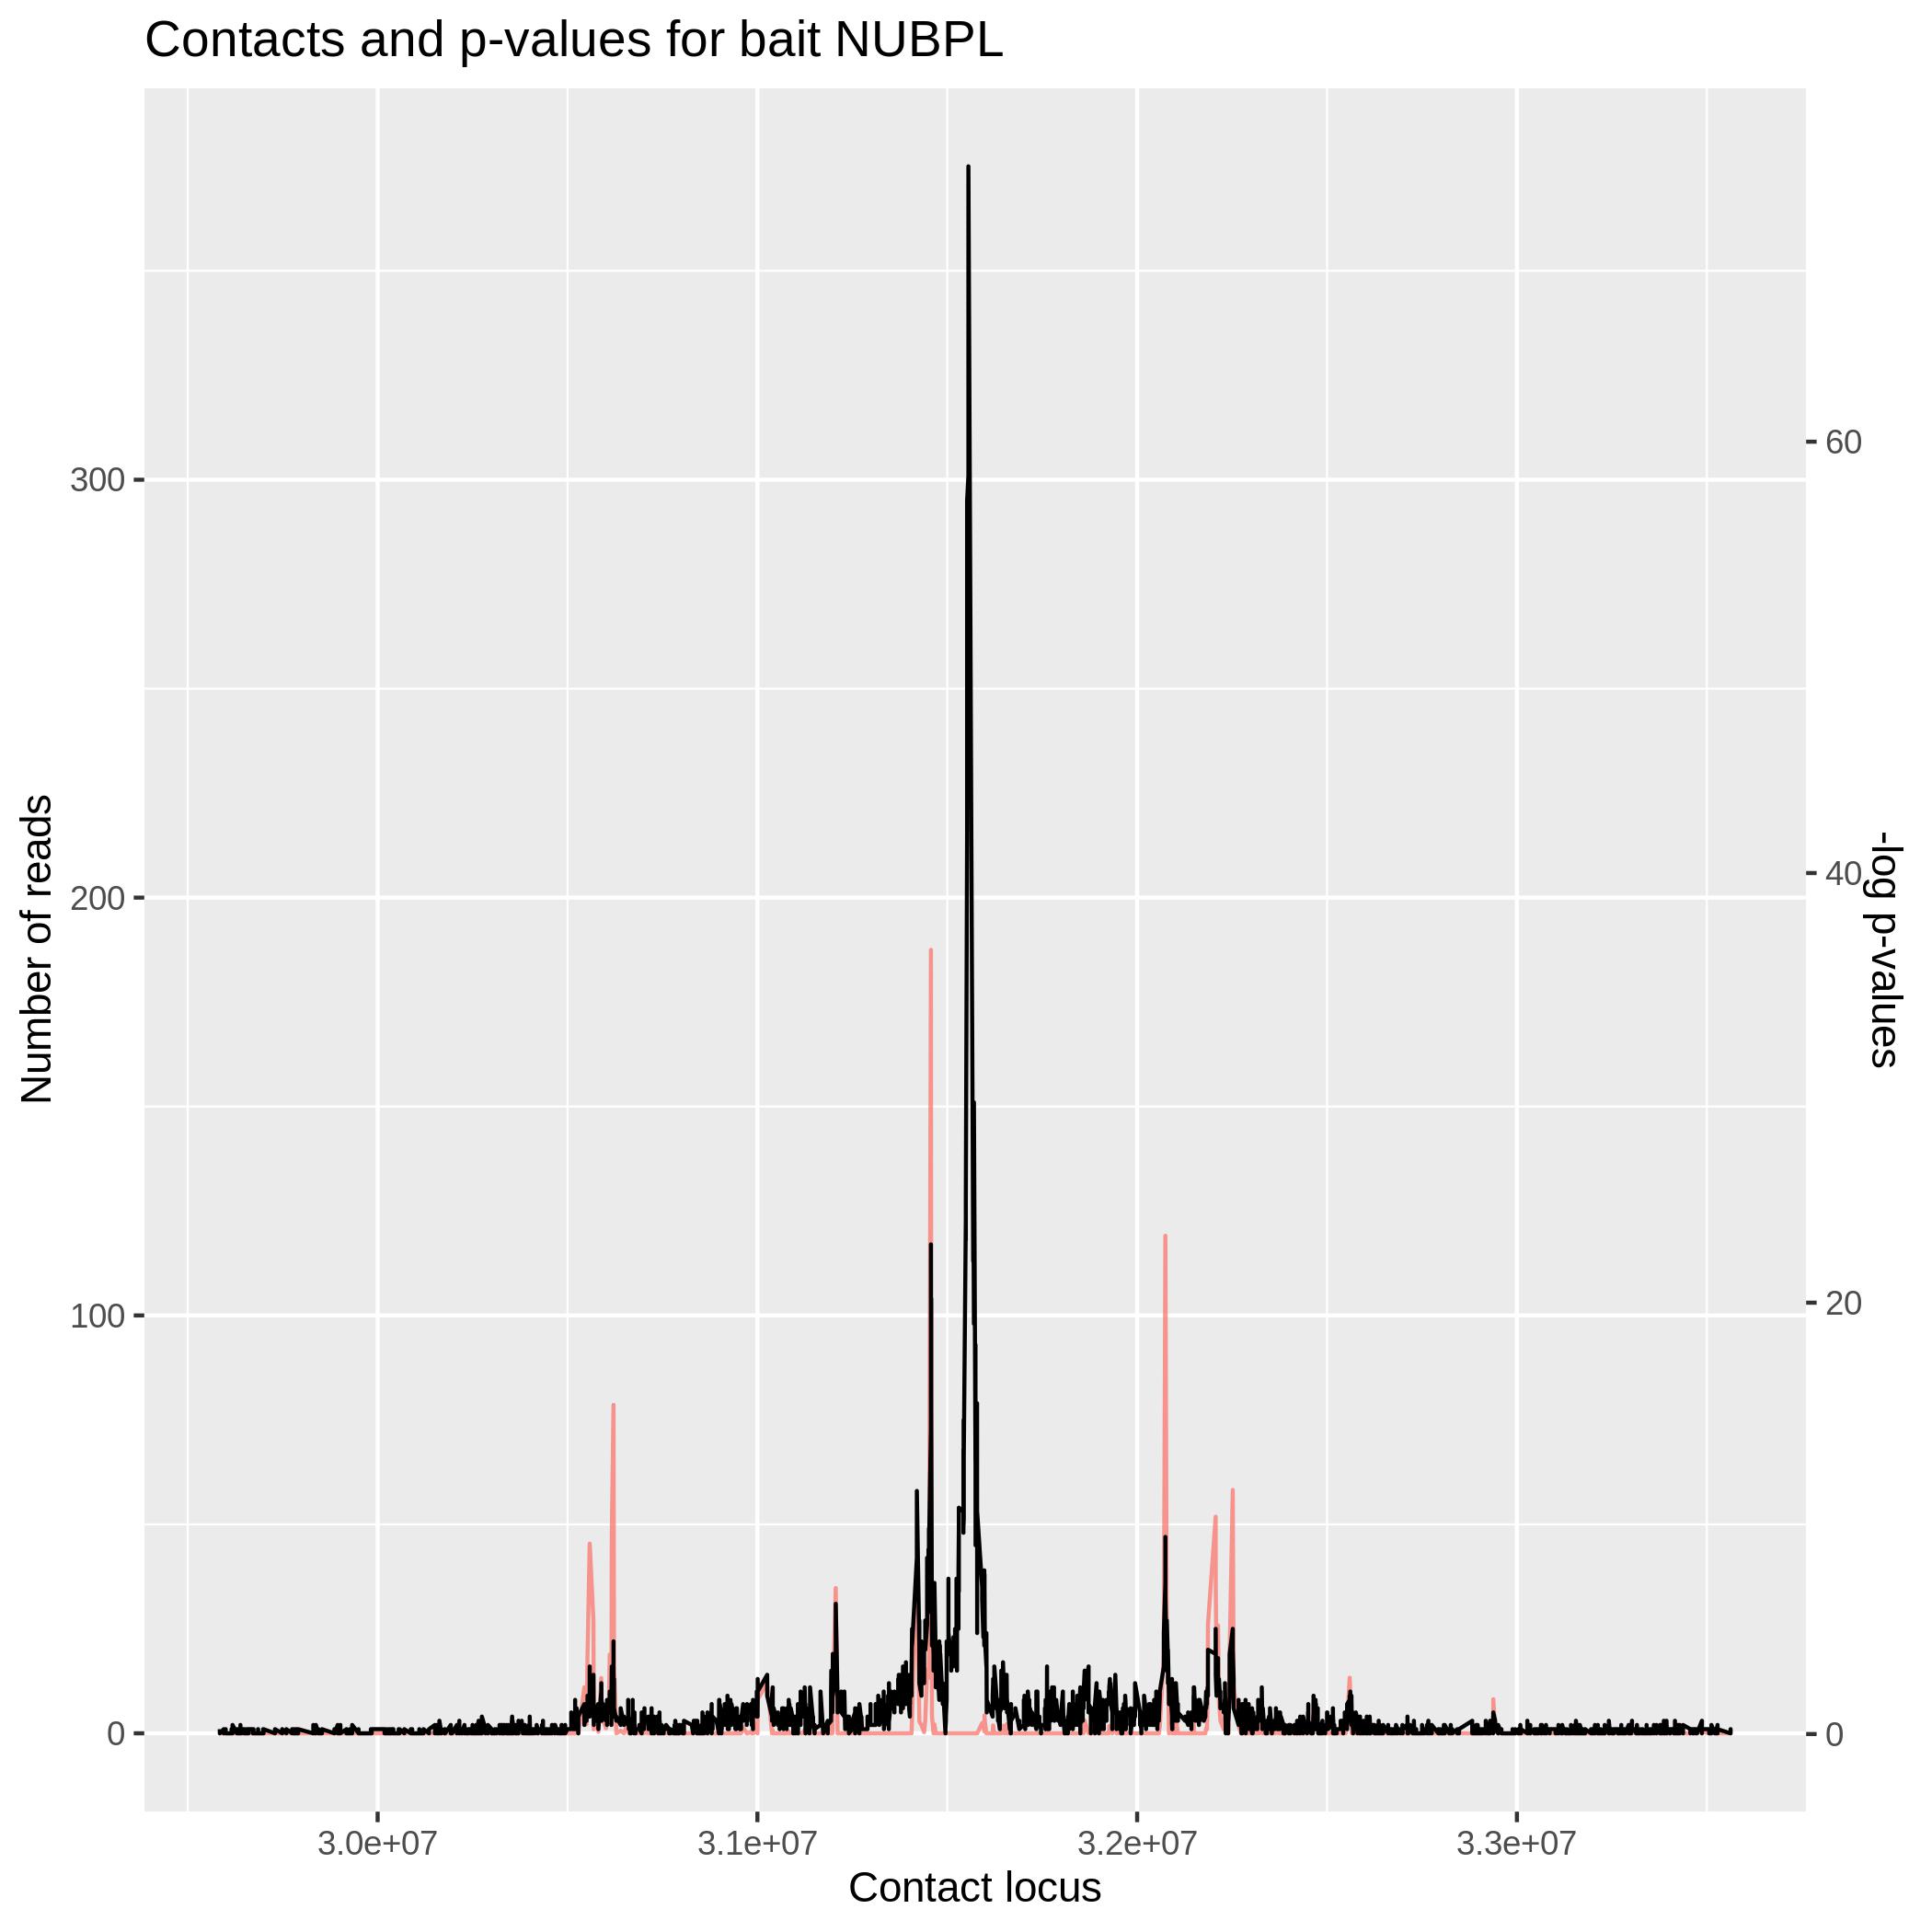 Contacts and p-values for bait NUBPL
Number of reads
300
200
100
0
60
40
20
0
-log p-values
3.0e+07 3.1e+07 3.2e+07 3.3e+07
Contact locus